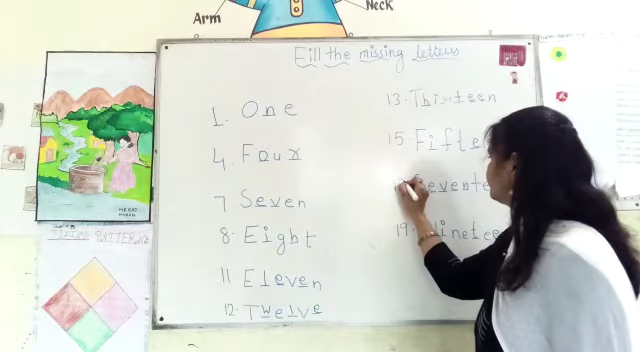 Arm
Neck
Fill the missing letters
1. One
4. Four
7 Seven
8. Eight
11. Eleven
12. Twelve
13. Thirteen
15. Fifte
Sevente
19. Ninetee